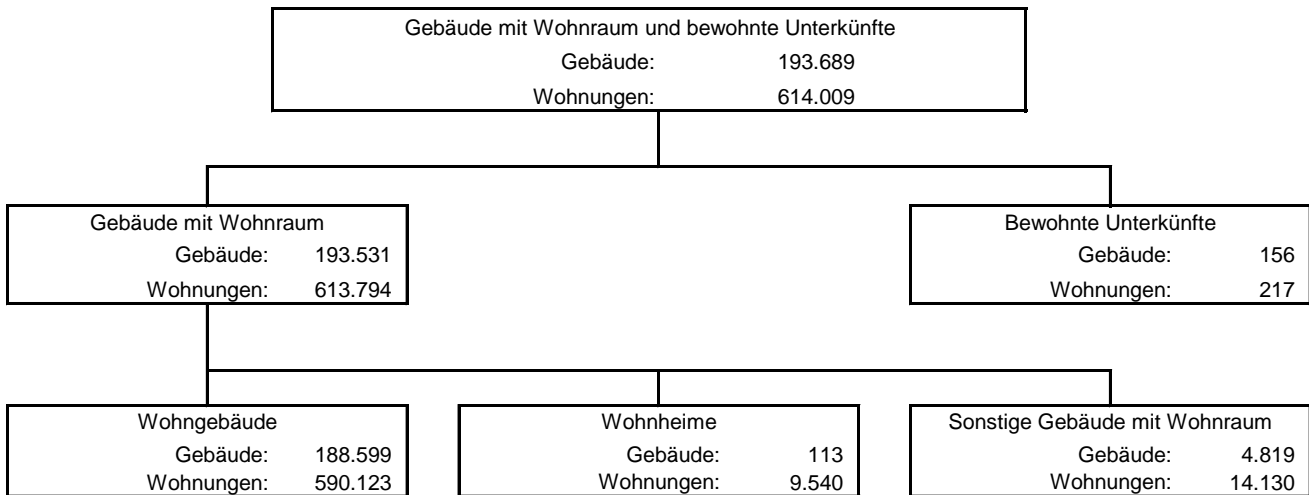 Gebäude mit Wohnraum und bewohnte Unterkünfte
Gebäude: 193.689
Wohnungen: 614.009
Gebäude mit Wohnraum
Gebäude: 193.531
Wohnungen: 613.794
Bewohnte Unterkünfte
Gebäude: 156
Wohnungen: 217
Wohngebäude
Gebäude: 188.599
Wohnungen: 590.123
Wohnheime
Gebäude: 113
Wohnungen: 9.540
Sonstige Gebäude mit Wohnraum
Gebäude: 4.819
Wohnungen: 14.130